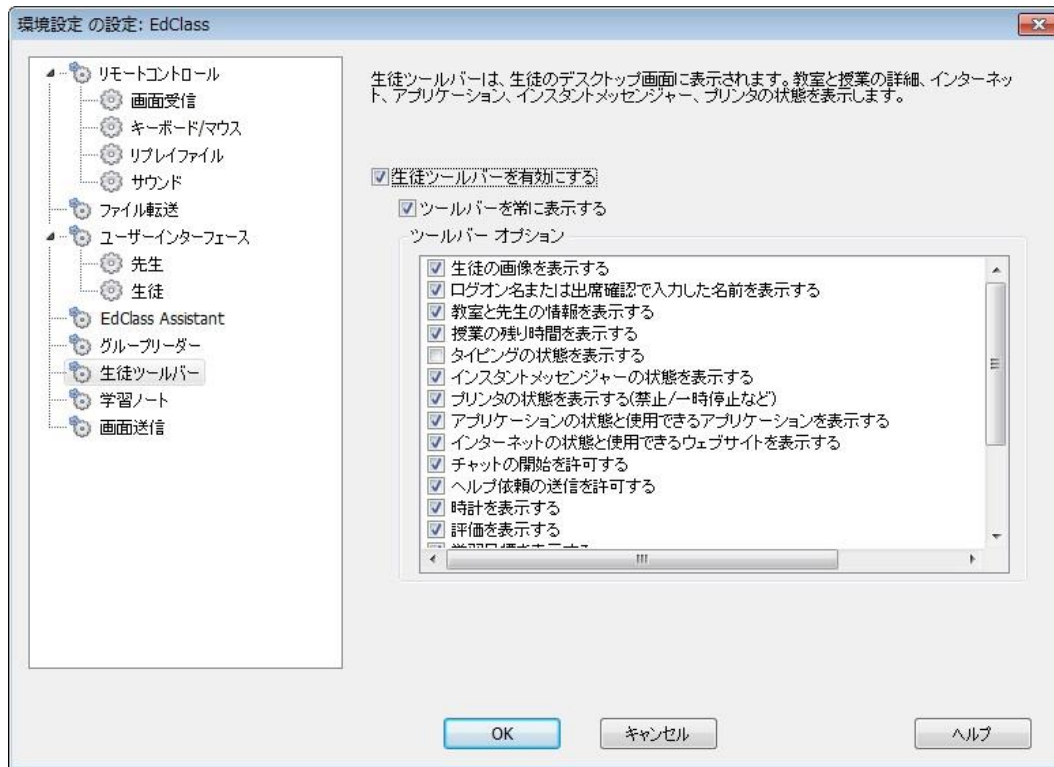 環境設定 の設定: EdClass
リモートコントロール
画面受信
キーボード/マウス
リプレイファイル
サウンド
ファイル転送
ユーザーインターフェース
先生
生徒
EdClass Assistant
グループリーダー
生徒ツールバー
学習ノート
画面送信
生徒ツールバーは、生徒のデスクトップ画面に表示されます。教室と授業の詳細、インターネッ
ト、アプリケーション、インスタントメッセンジャー、プリンタの状態を表示します。
生徒ツールバーを有効にする
ツールバーを常に表示する
ツールバー オプション
生徒の画像を表示する
ログオン名または出席確認で入力した名前を表示する
教室と先生の情報を表示する
授業の残り時間を表示する
タイピングの状態を表示する
インスタントメッセンジャーの状態を表示する
プリンタの状態を表示する(禁止/一時停止など)
アプリケーションの状態と使用できるアプリケーションを表示する
インターネットの状態と使用できるウェブサイトを表示する
チャットの開始を許可する
ヘルプ依頼の送信を許可する
時計を表示する
評価を表示する
OK
キャンセル
ヘルプ